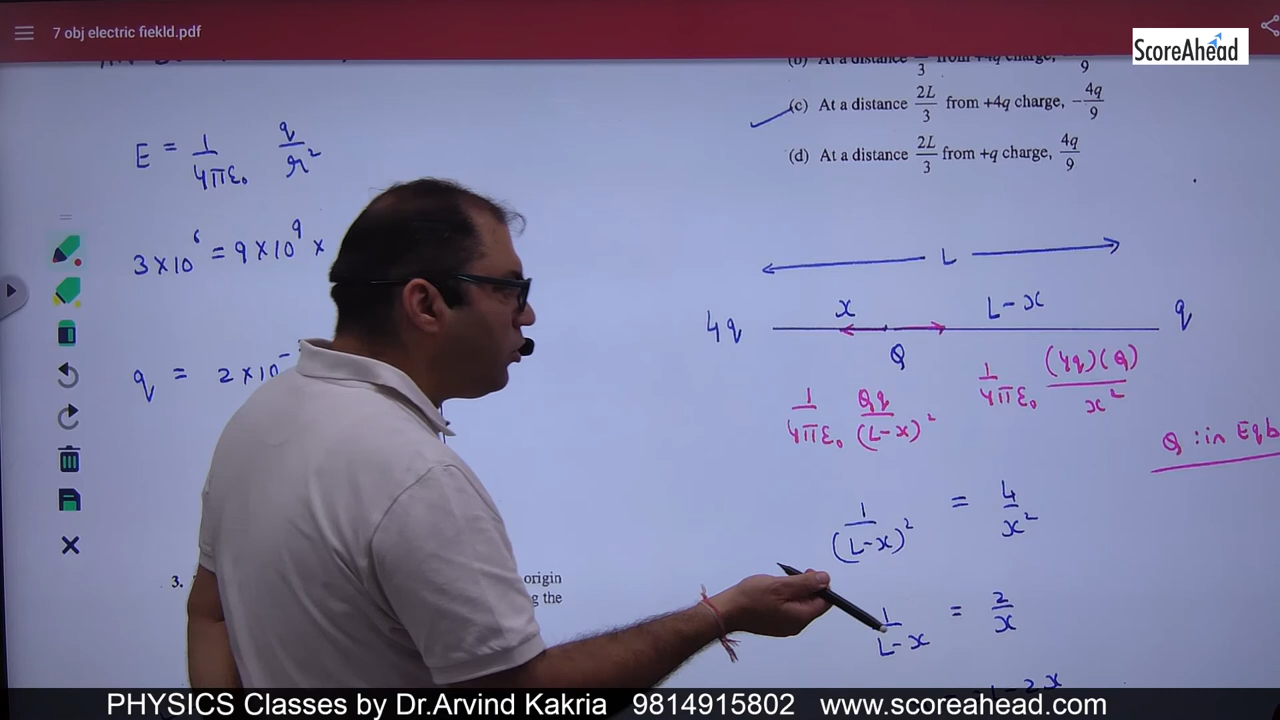 7 obj electric fiekld.pdf
ScoreAhead
(c) At a distance 2L/3 from +4q charge, -4q/9
(d) At a distance 2L/3 from +q charge, 4q/9
E = 1/4πε₀ q/r²
3×10⁶ = 9×10⁹ ×
q = 2×10⁻
L
x L-x
4q Q q
1/4πε₀ Qq/(L-x)² 1/4πε₀ (4q)(Q)/x²
Q : in Eqb
1/(L-x)² = 4/x²
1/L-x = 2/x
3.
origin
g the
PHYSICS Classes by Dr.Arvind Kakria 9814915802 www.scoreahead.com